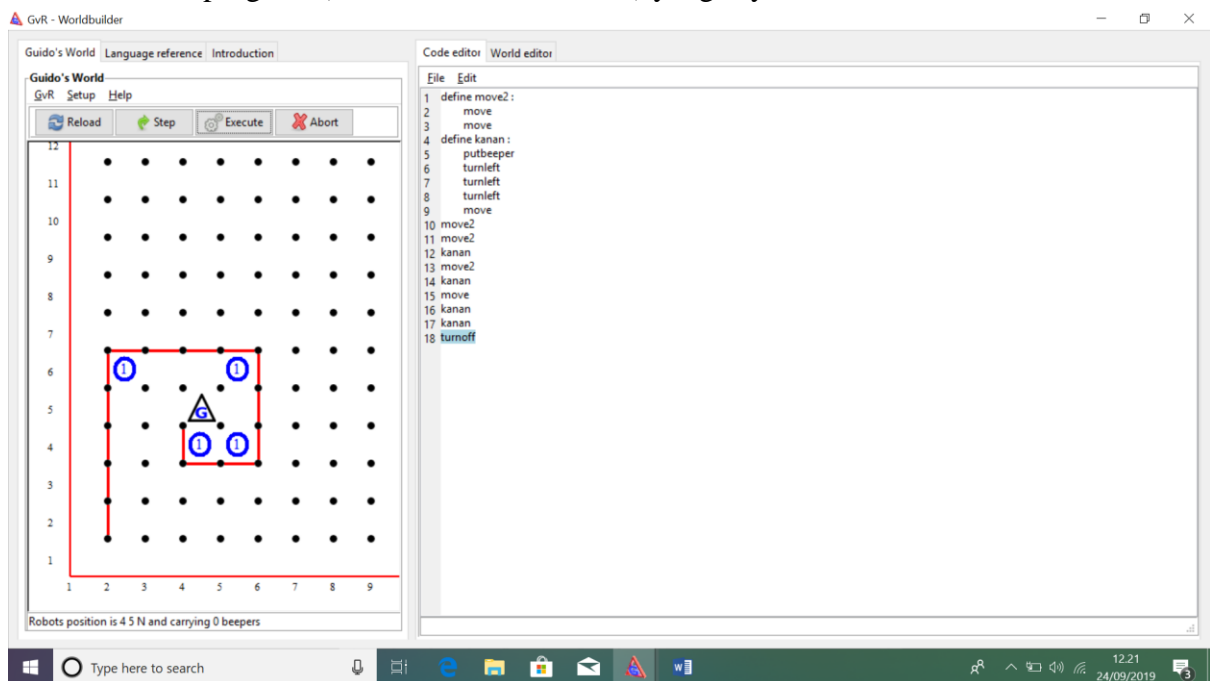 GvR - Worldbuilder
Guido's World Language reference Introduction
Guido's World
GvR Setup Help
Reload Step Execute Abort
12
11
10
9
8
7
6
5
4
3
2
1
1 1
G
1 1
1 2 3 4 5 6 7 8 9
Robots position is 4 5 N and carrying 0 beepers
Code editor World editor
File Edit
1 define move2 :
2 move
3 move
4 define kanan :
5 putbeeper
6 turnleft
7 turnleft
8 turnleft
9 move
10 move2
11 move2
12 kanan
13 move2
14 kanan
15 move
16 kanan
17 kanan
18 turnoff
Type here to search
12.21
24/09/2019
3